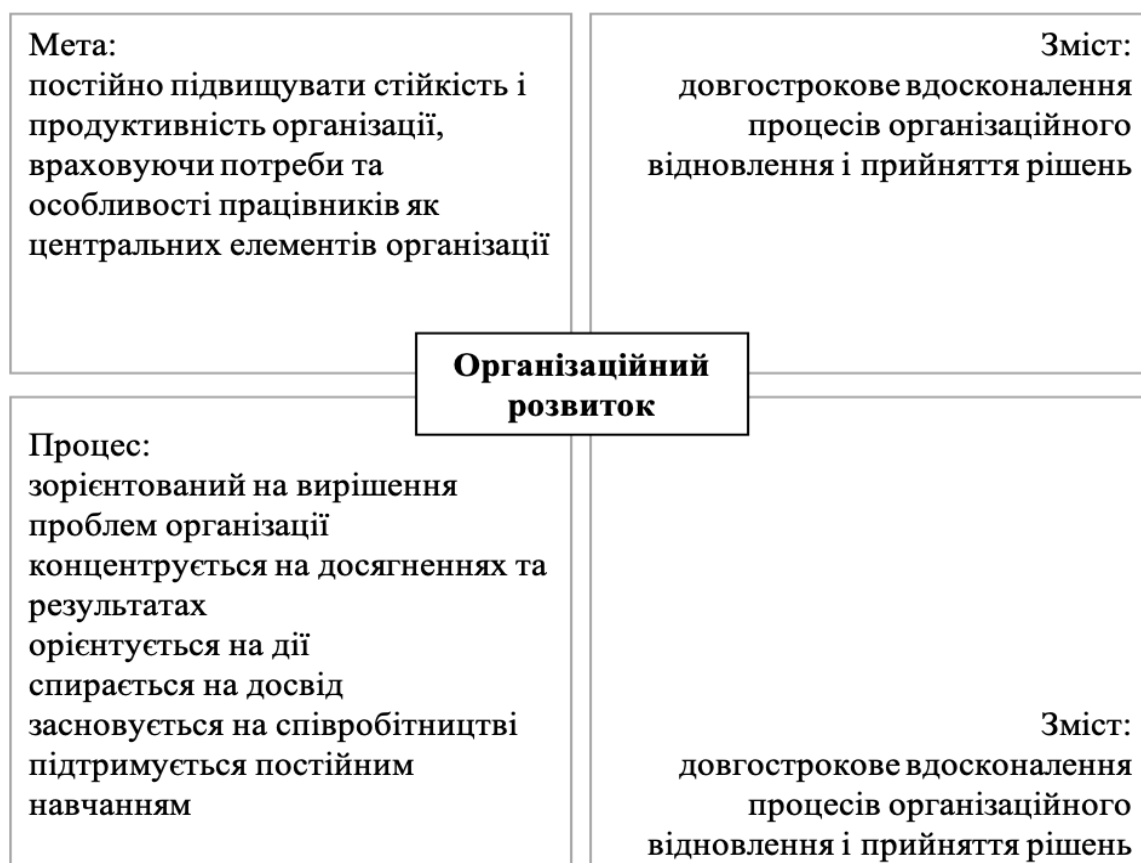 Мета:
постійно підвищувати стійкість і
продуктивність організації,
враховуючи потреби та
особливості працівників як
центральних елементів організації
Зміст:
довгострокове вдосконалення
процесів організаційного
відновлення і прийняття рішень
Організаційний
розвиток
Процес:
зорієнтований на вирішення
проблем організації
концентрується на досягненнях та
результатах
орієнтується на дії
спирається на досвід
засновується на співробітництві
підтримується постійним
навчанням
Зміст:
довгострокове вдосконалення
процесів організаційного
відновлення і прийняття рішень